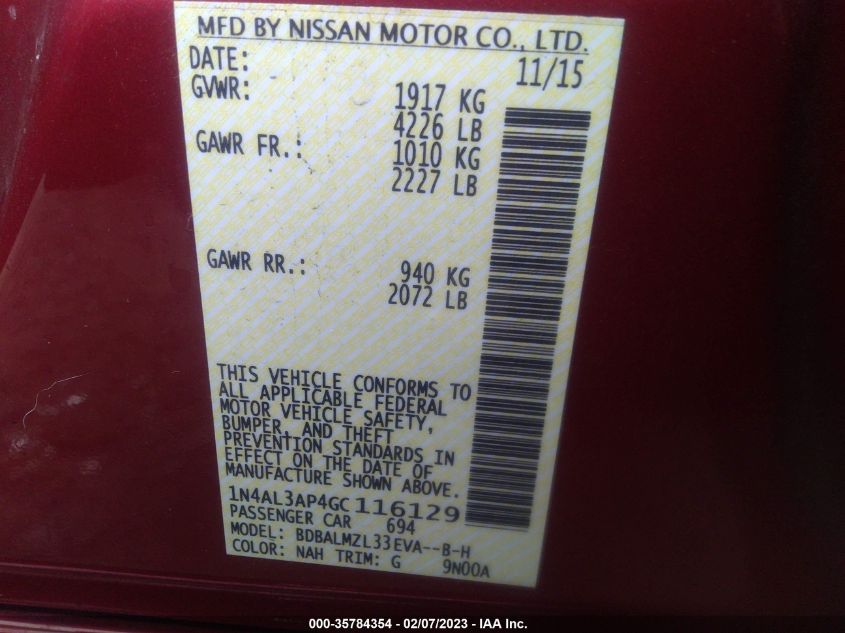 MFD BY NISSAN MOTOR CO., LTD.
DATE: 11/15
GVWR: 1917 KG
4226 LB
GAWR FR.: 1010 KG
2227 LB
GAWR RR.: 940 KG
2072 LB
THIS VEHICLE CONFORMS TO
ALL APPLICABLE FEDERAL
MOTOR VEHICLE SAFETY,
BUMPER, AND THEFT
PREVENTION STANDARDS IN
EFFECT ON THE DATE OF
MANUFACTURE SHOWN ABOVE.
1N4AL3AP4GC116129
PASSENGER CAR 694
MODEL: BDBALMZL33EVA--B-H
COLOR: NAH TRIM: G 9N00A
000-35784354 - 02/07/2023 - IAA Inc.